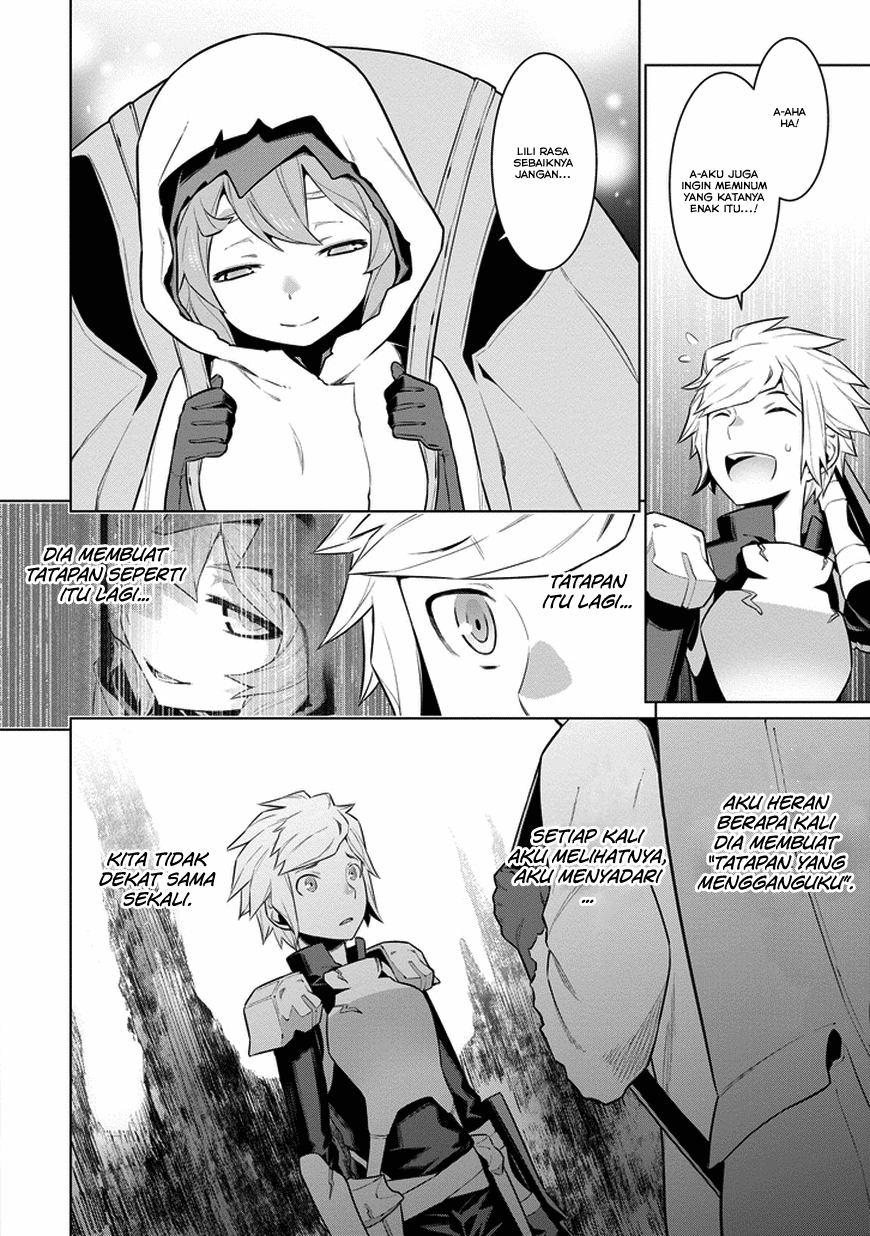 A-AHA
HA!
A-AKU JUGA
INGIN MEMINUM
YANG KATANYA
ENAK ITU...!
LILI RASA
SEBAIKNYA
JANGAN...
TATAPAN
ITU LAGI...
DIA MEMBUAT
TATAPAN SEPERTI
ITU LAGI...
AKU HERAN
BERAPA KALI
DIA MEMBUAT
"TATAPAN YANG
MENGGANGUKU".
SETIAP KALI
AKU MELIHATNYA,
AKU MENYADARI
...
KITA TIDAK
DEKAT SAMA
SEKALI.